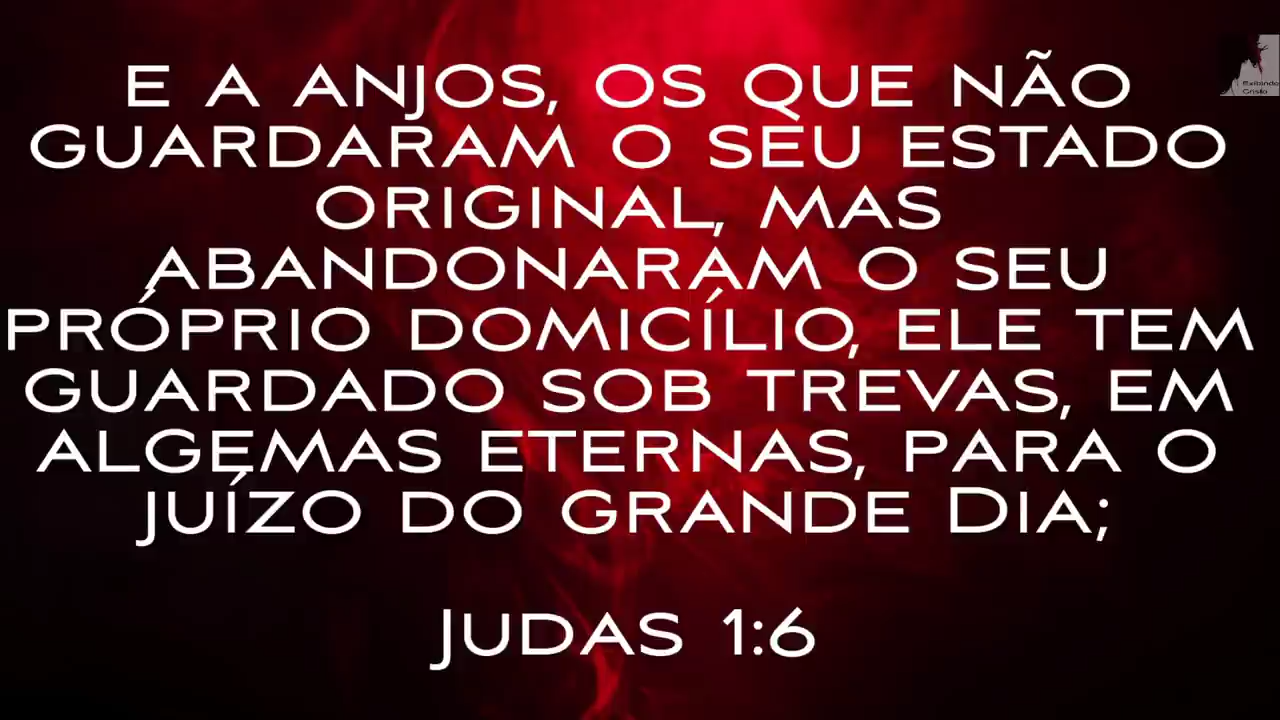 E A ANJOS, OS QUE NÃO
GUARDARAM O SEU ESTADO
ORIGINAL, MAS
ABANDONARAM O SEU
PRÓPRIO DOMICÍLIO, ELE TEM
GUARDADO SOB TREVAS, EM
ALGEMAS ETERNAS, PARA O
JUÍZO DO GRANDE DIA;
JUDAS 1:6
Cristo